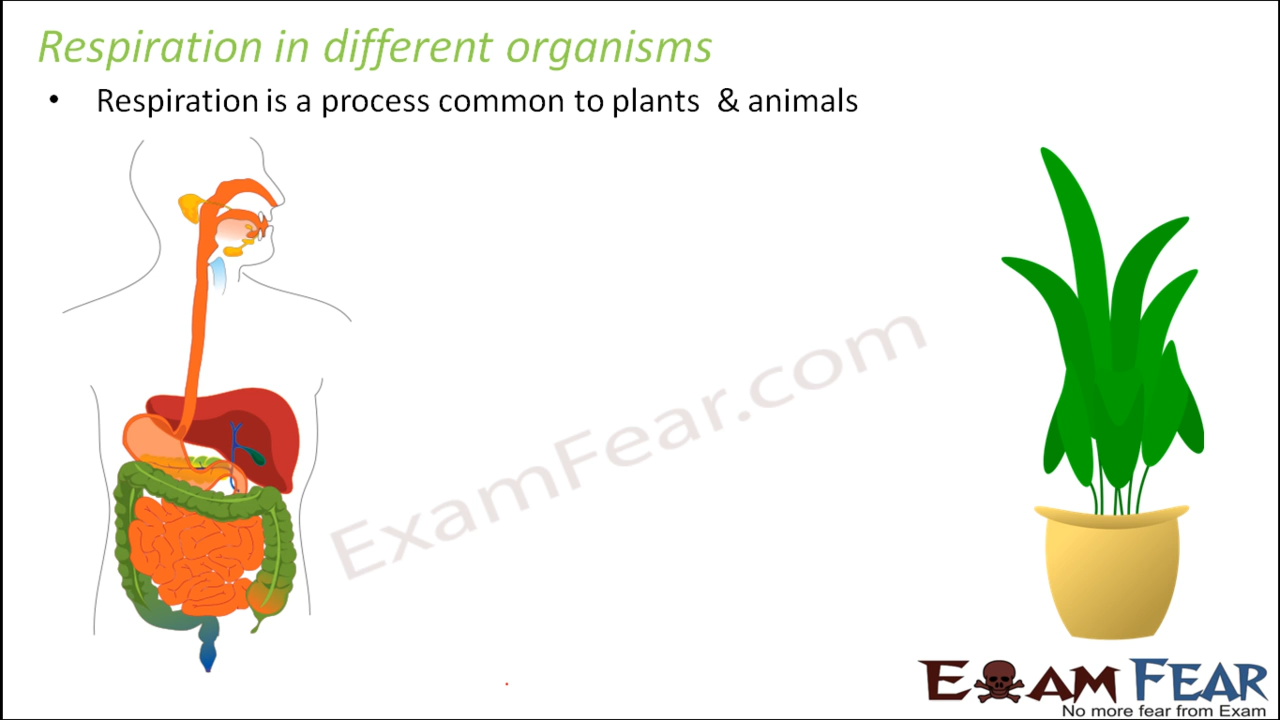 Respiration in different organisms
• Respiration is a process common to plants & animals
ExamFear.com
EXAM FEAR
No more fear from Exam